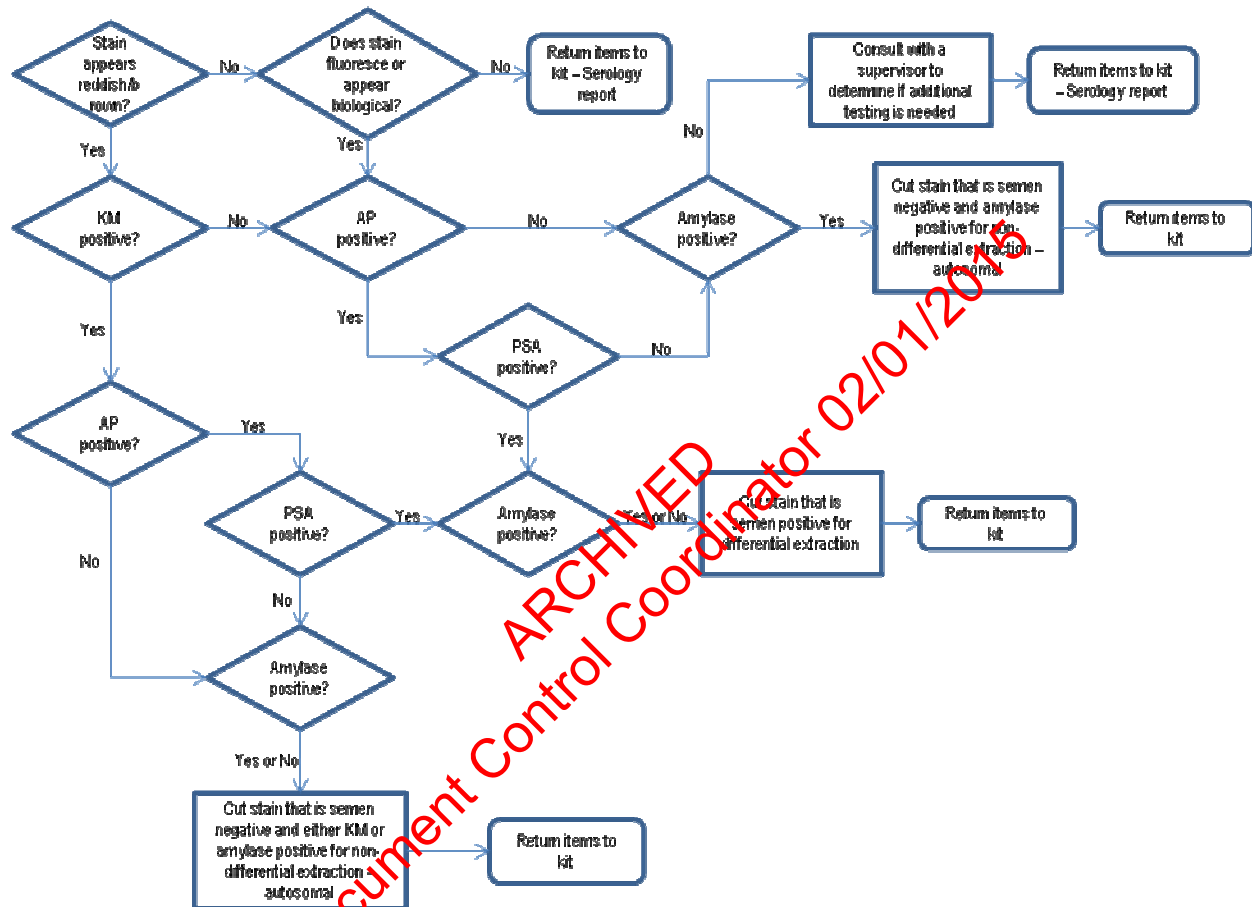 Stain
appears
reddish/b
rown?
No
Does stain
fluoresce or
appear
biological?
No
Return items to
kit – Serology
report
Consult with a
supervisor to
determine if additional
testing is needed
Return items to kit
– Serology report
Yes
Yes
No
KM
positive?
No
AP
positive?
No
Amylase
positive?
Yes
Cut stain that is semen
negative and amylase
positive for non-
differential extraction –
autosomal
Return items to
kit
Yes
Yes
PSA
positive?
No
AP
positive?
Yes
Yes
PSA
positive?
Yes
Amylase
positive?
Yes or No
Cut stain that is
semen positive for
differential extraction
Return items to
kit
No
No
Amylase
positive?
Yes or No
Cut stain that is semen
negative and either KM or
amylase positive for non-
differential extraction –
autosomal
Return items to
kit
ARCHIVED
cument Control Coordinator 02/01/2015